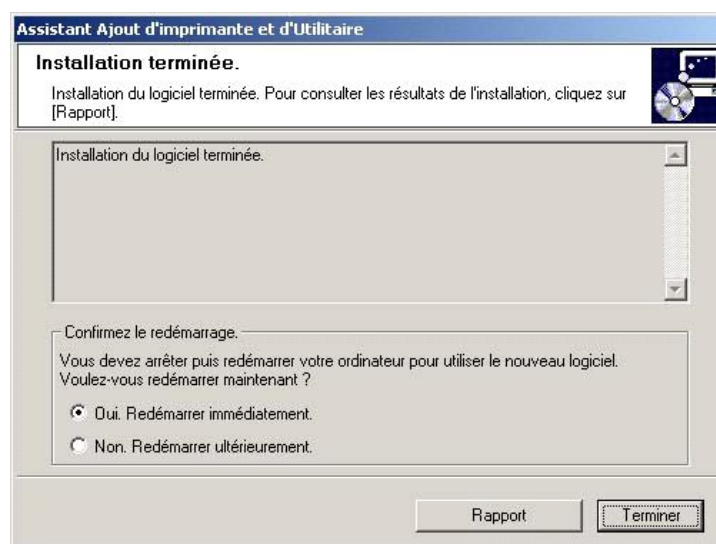 Assistant Ajout d'imprimante et d'Utilitaire
Installation terminée.
Installation du logiciel terminée. Pour consulter les résultats de l'installation, cliquez sur
[Rapport].
Installation du logiciel terminée.
Confirmez le redémarrage.
Vous devez arrêter puis redémarrer votre ordinateur pour utiliser le nouveau logiciel.
Voulez-vous redémarrer maintenant ?
Oui. Redémarrer immédiatement.
Non. Redémarrer ultérieurement.
Rapport
Terminer